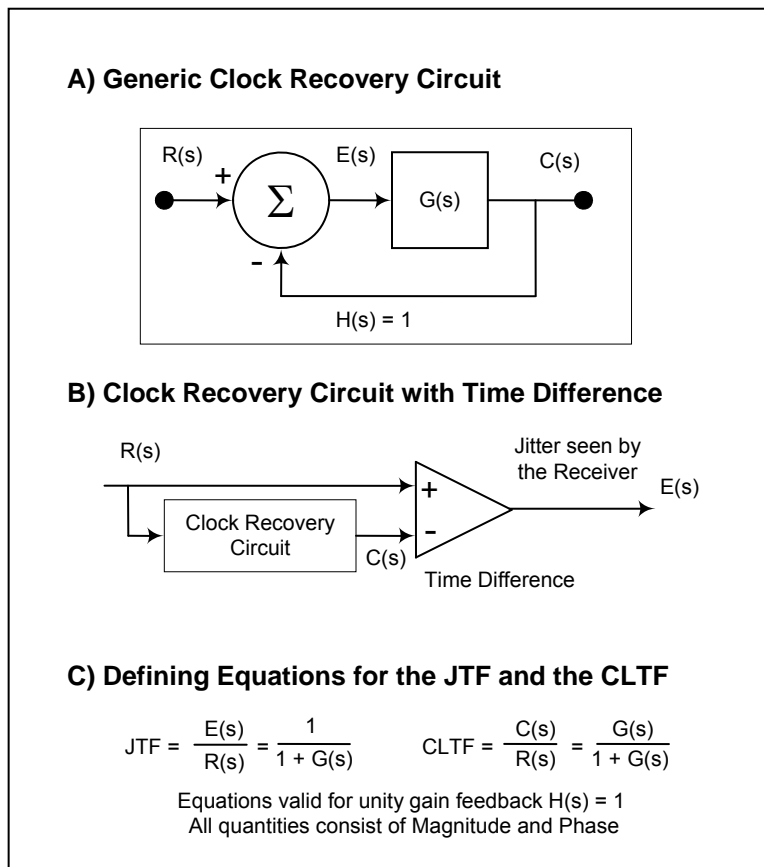 A) Generic Clock Recovery Circuit
R(s)
E(s)
C(s)
+
Σ
G(s)
-
H(s) = 1
B) Clock Recovery Circuit with Time Difference
R(s)
Jitter seen by
the Receiver
E(s)
+
Clock Recovery
Circuit
-
C(s)
Time Difference
C) Defining Equations for the JTF and the CLTF
JTF = E(s) / R(s) = 1 / 1 + G(s)
CLTF = C(s) / R(s) = G(s) / 1 + G(s)
Equations valid for unity gain feedback H(s) = 1
All quantities consist of Magnitude and Phase